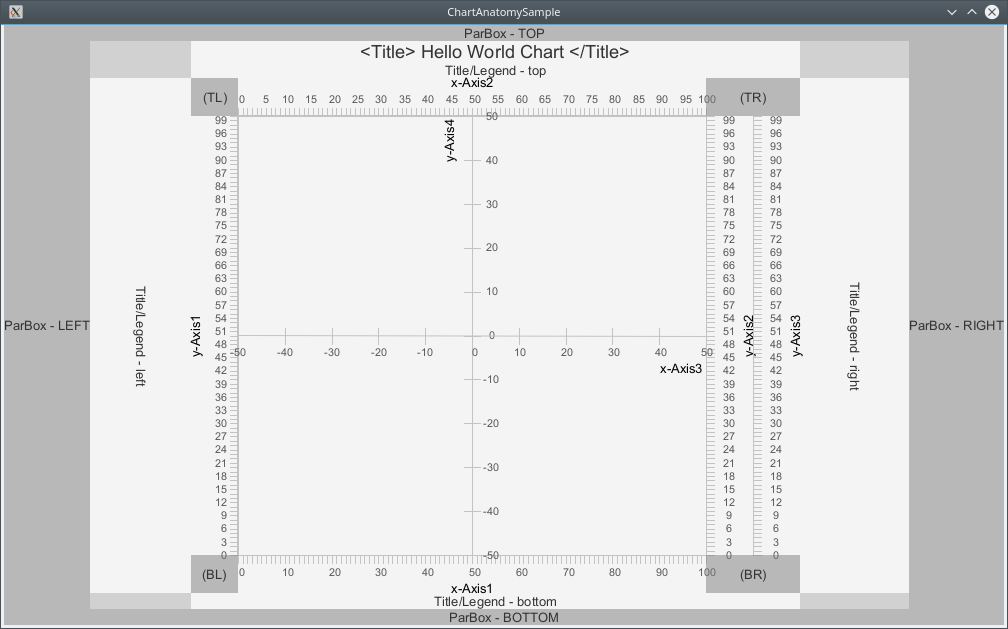 ChartAnatomySample
ParBox - TOP
<Title> Hello World Chart </Title>
Title/Legend - top
x-Axis2
(TL) 0 5 10 15 20 25 30 35 40 45 50 55 60 65 70 75 80 85 90 95 100 (TR)
99 96 93 90 87 84 81 78 75 72 69 66 63 60 57 54 51 48 45 42 39 36 33 30 27 24 21 18 15 12 9 6 3 0
y-Axis4
50 40 30 20 10 0 -10 -20 -30 -40 -50
99 96 93 90 87 84 81 78 75 72 69 66 63 60 57 54 51 48 45 42 39 36 33 30 27 24 21 18 15 12 9 6 3 0
99 96 93 90 87 84 81 78 75 72 69 66 63 60 57 54 51 48 45 42 39 36 33 30 27 24 21 18 15 12 9 6 3 0
ParBox - LEFT
Title/Legend - left
y-Axis1
y-Axis2
y-Axis3
Title/Legend - right
ParBox - RIGHT
-50 -40 -30 -20 -10 0 10 20 30 40 50
x-Axis3
(BL) 0 10 20 30 40 50 60 70 80 90 100 (BR)
x-Axis1
Title/Legend - bottom
ParBox - BOTTOM